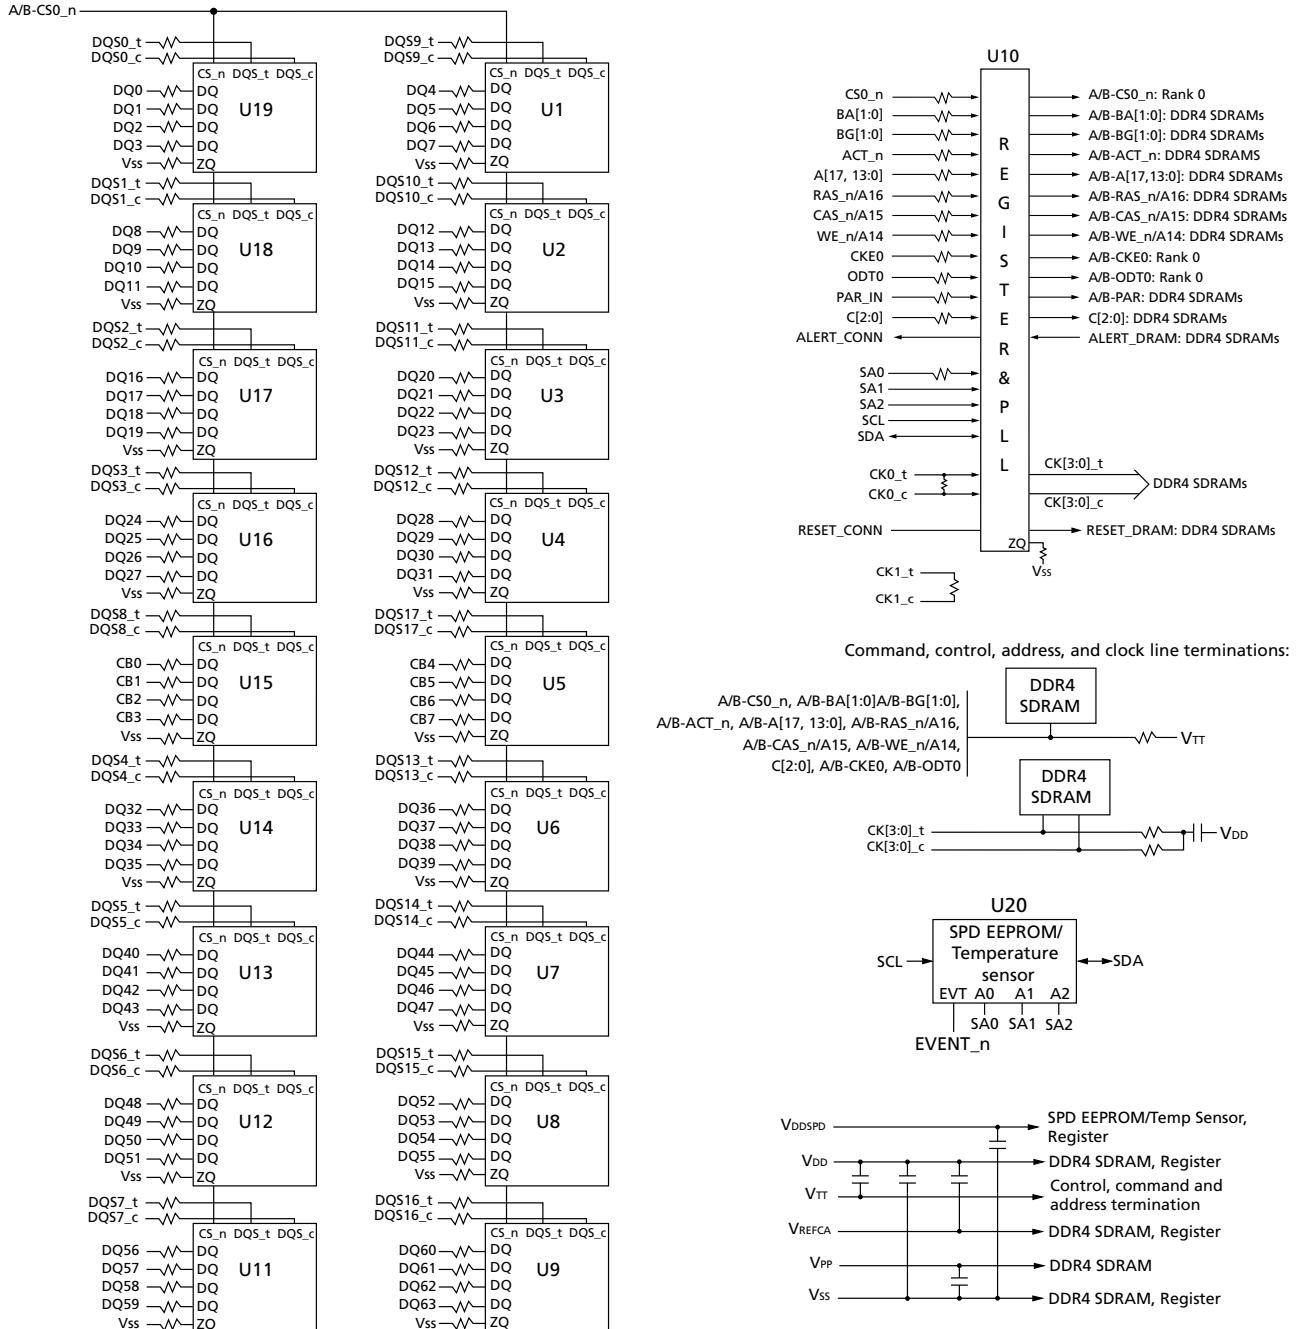 A/B-CS0_n
DQS0_t
DQS0_c
CS_n DQS_t DQS_c
DQ0 DQ
DQ1 DQ U19
DQ2 DQ
DQ3 DQ
Vss ZQ
DQS1_t
DQS1_c
CS_n DQS_t DQS_c
DQ8 DQ
DQ9 DQ U18
DQ10 DQ
DQ11 DQ
Vss ZQ
DQS2_t
DQS2_c
CS_n DQS_t DQS_c
DQ16 DQ
DQ17 DQ U17
DQ18 DQ
DQ19 DQ
Vss ZQ
DQS3_t
DQS3_c
CS_n DQS_t DQS_c
DQ24 DQ
DQ25 DQ U16
DQ26 DQ
DQ27 DQ
Vss ZQ
DQS8_t
DQS8_c
CS_n DQS_t DQS_c
CB0 DQ
CB1 DQ U15
CB2 DQ
CB3 DQ
Vss ZQ
DQS4_t
DQS4_c
CS_n DQS_t DQS_c
DQ32 DQ
DQ33 DQ U14
DQ34 DQ
DQ35 DQ
Vss ZQ
DQS5_t
DQS5_c
CS_n DQS_t DQS_c
DQ40 DQ
DQ41 DQ U13
DQ42 DQ
DQ43 DQ
Vss ZQ
DQS6_t
DQS6_c
CS_n DQS_t DQS_c
DQ48 DQ
DQ49 DQ U12
DQ50 DQ
DQ51 DQ
Vss ZQ
DQS7_t
DQS7_c
CS_n DQS_t DQS_c
DQ56 DQ
DQ57 DQ U11
DQ58 DQ
DQ59 DQ
Vss ZQ
DQS9_t
DQS9_c
CS_n DQS_t DQS_c
DQ4 DQ
DQ5 DQ U1
DQ6 DQ
DQ7 DQ
Vss ZQ
DQS10_t
DQS10_c
CS_n DQS_t DQS_c
DQ12 DQ
DQ13 DQ U2
DQ14 DQ
DQ15 DQ
Vss ZQ
DQS11_t
DQS11_c
CS_n DQS_t DQS_c
DQ20 DQ
DQ21 DQ U3
DQ22 DQ
DQ23 DQ
Vss ZQ
DQS12_t
DQS12_c
CS_n DQS_t DQS_c
DQ28 DQ
DQ29 DQ U4
DQ30 DQ
DQ31 DQ
Vss ZQ
DQS17_t
DQS17_c
CS_n DQS_t DQS_c
CB4 DQ
CB5 DQ U5
CB6 DQ
CB7 DQ
Vss ZQ
DQS13_t
DQS13_c
CS_n DQS_t DQS_c
DQ36 DQ
DQ37 DQ U6
DQ38 DQ
DQ39 DQ
Vss ZQ
DQS14_t
DQS14_c
CS_n DQS_t DQS_c
DQ44 DQ
DQ45 DQ U7
DQ46 DQ
DQ47 DQ
Vss ZQ
DQS15_t
DQS15_c
CS_n DQS_t DQS_c
DQ52 DQ
DQ53 DQ U8
DQ54 DQ
DQ55 DQ
Vss ZQ
DQS16_t
DQS16_c
CS_n DQS_t DQS_c
DQ60 DQ
DQ61 DQ U9
DQ62 DQ
DQ63 DQ
Vss ZQ
U10
REGISTER & PLL
CS0_n A/B-CS0_n: Rank 0
BA[1:0] A/B-BA[1:0]: DDR4 SDRAMs
BG[1:0] A/B-BG[1:0]: DDR4 SDRAMs
ACT_n A/B-ACT_n: DDR4 SDRAMS
A[17, 13:0] A/B-A[17,13:0]: DDR4 SDRAMs
RAS_n/A16 A/B-RAS_n/A16: DDR4 SDRAMs
CAS_n/A15 A/B-CAS_n/A15: DDR4 SDRAMs
WE_n/A14 A/B-WE_n/A14: DDR4 SDRAMs
CKE0 A/B-CKE0: Rank 0
ODT0 A/B-ODT0: Rank 0
PAR_IN A/B-PAR: DDR4 SDRAMs
C[2:0] C[2:0]: DDR4 SDRAMs
ALERT_CONN ALERT_DRAM: DDR4 SDRAMs
SA0
SA1
SA2
SCL
SDA
CK0_t CK[3:0]_t
DDR4 SDRAMs
CK0_c CK[3:0]_c
RESET_CONN RESET_DRAM: DDR4 SDRAMs
ZQ
Vss
CK1_t
CK1_c
Command, control, address, and clock line terminations:
DDR4
SDRAM
A/B-CS0_n, A/B-BA[1:0]A/B-BG[1:0],
A/B-ACT_n, A/B-A[17, 13:0], A/B-RAS_n/A16,
A/B-CAS_n/A15, A/B-WE_n/A14,
C[2:0], A/B-CKE0, A/B-ODT0
VTT
DDR4
SDRAM
CK[3:0]_t
CK[3:0]_c
VDD
U20
SPD EEPROM/
Temperature
sensor
SCL SDA
EVT A0 A1 A2
SA0 SA1 SA2
EVENT_n
VDDSPD SPD EEPROM/Temp Sensor,
Register
VDD DDR4 SDRAM, Register
VTT Control, command and
address termination
VREFCA DDR4 SDRAM, Register
VPP DDR4 SDRAM
Vss DDR4 SDRAM, Register